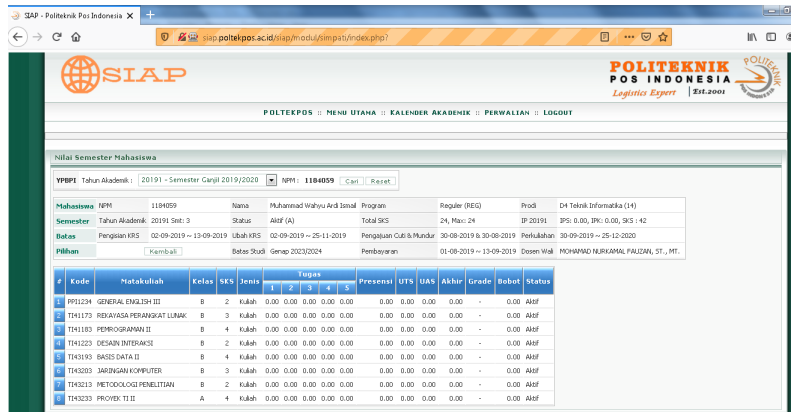 SIAP - Politeknik Pos Indonesia
siap.poltekpos.ac.id/siap/modul/simpati/index.php?
SIAP
POLITEKNIK
POS INDONESIA
Logistics Expert | Est.2001
POLTEKPOS :: MENU UTAMA :: KALENDER AKADEMIK :: PERWALIAN :: LOGOUT
Nilai Semester Mahasiswa
YPBPI Tahun Akademik : 20191 - Semester Ganjil 2019/2020 NPM : 1184059 Cari Reset
Mahasiswa NPM 1184059 Nama Muhammad Wahyu Ardi Ismail Program Reguler (REG) Prodi D4 Teknik Informatika (14)
Semester Tahun Akademik 20191 Smt: 3 Status Aktif (A) Total SKS 24, Max: 24 IP 20191 IPS: 0.00, IPK: 0.00, SKS : 42
Batas Pengisian KRS 02-09-2019 ~ 13-09-2019 Ubah KRS 02-09-2019 ~ 25-11-2019 Pengajuan Cuti & Mundur 30-08-2019 & 30-08-2019 Perkuliahan 30-09-2019 ~ 25-12-2020
Pilihan Kembali Batas Studi Genap 2023/2024 Pembayaran 01-08-2019 ~ 13-09-2019 Dosen Wali MOHAMAD NURKAMAL FAUZAN, ST., MT.
# Kode Matakuliah Kelas SKS Jenis Tugas Presensi UTS UAS Akhir Grade Bobot Status
1 2 3 4 5
1 PPI1234 GENERAL ENGLISH III B 2 Kuliah 0.00 0.00 0.00 0.00 0.00 0.00 0.00 0.00 0.00 - 0.00 Aktif
2 TI41173 REKAYASA PERANGKAT LUNAK B 3 Kuliah 0.00 0.00 0.00 0.00 0.00 0.00 0.00 0.00 0.00 - 0.00 Aktif
3 TI41183 PEMROGRAMAN II B 4 Kuliah 0.00 0.00 0.00 0.00 0.00 0.00 0.00 0.00 0.00 - 0.00 Aktif
4 TI41223 DESAIN INTERAKSI B 2 Kuliah 0.00 0.00 0.00 0.00 0.00 0.00 0.00 0.00 0.00 - 0.00 Aktif
5 TI43193 BASIS DATA II B 4 Kuliah 0.00 0.00 0.00 0.00 0.00 0.00 0.00 0.00 0.00 - 0.00 Aktif
6 TI43203 JARINGAN KOMPUTER B 3 Kuliah 0.00 0.00 0.00 0.00 0.00 0.00 0.00 0.00 0.00 - 0.00 Aktif
7 TI43213 METODOLOGI PENELITIAN B 2 Kuliah 0.00 0.00 0.00 0.00 0.00 0.00 0.00 0.00 0.00 - 0.00 Aktif
8 TI43233 PROYEK TI II A 4 Kuliah 0.00 0.00 0.00 0.00 0.00 0.00 0.00 0.00 0.00 - 0.00 Aktif